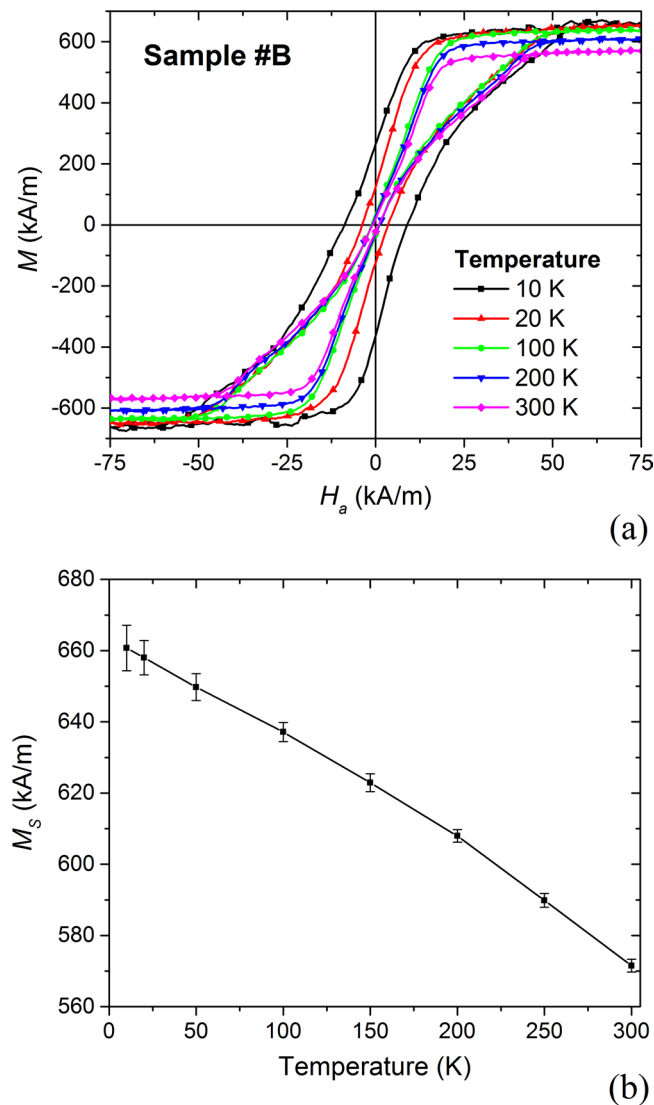 600
400
200
0
-200
-400
-600
M (kA/m)
Sample #B
Temperature
10 K
20 K
100 K
200 K
300 K
-75 -50 -25 0 25 50 75
Hₐ (kA/m)
(a)
680
660
640
620
600
580
560
M_S (kA/m)
0 50 100 150 200 250 300
Temperature (K)
(b)